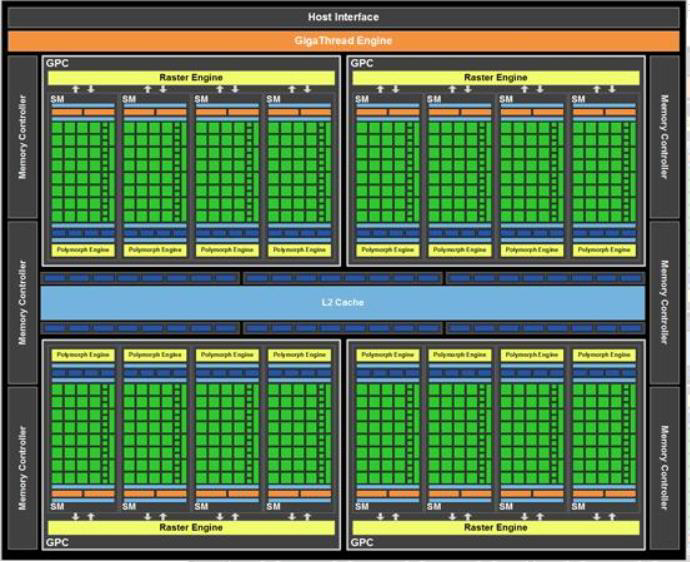 Host Interface
GigaThread Engine
Memory Controller
Memory Controller
GPC
GPC
Raster Engine
Raster Engine
SM
SM
SM
SM
SM
SM
SM
SM
Polymorph Engine
Polymorph Engine
Polymorph Engine
Polymorph Engine
Polymorph Engine
Polymorph Engine
Polymorph Engine
Polymorph Engine
Memory Controller
L2 Cache
Memory Controller
Polymorph Engine
Polymorph Engine
Polymorph Engine
Polymorph Engine
Polymorph Engine
Polymorph Engine
Polymorph Engine
Polymorph Engine
Memory Controller
Memory Controller
SM
SM
SM
SM
SM
SM
SM
SM
Raster Engine
Raster Engine
GPC
GPC